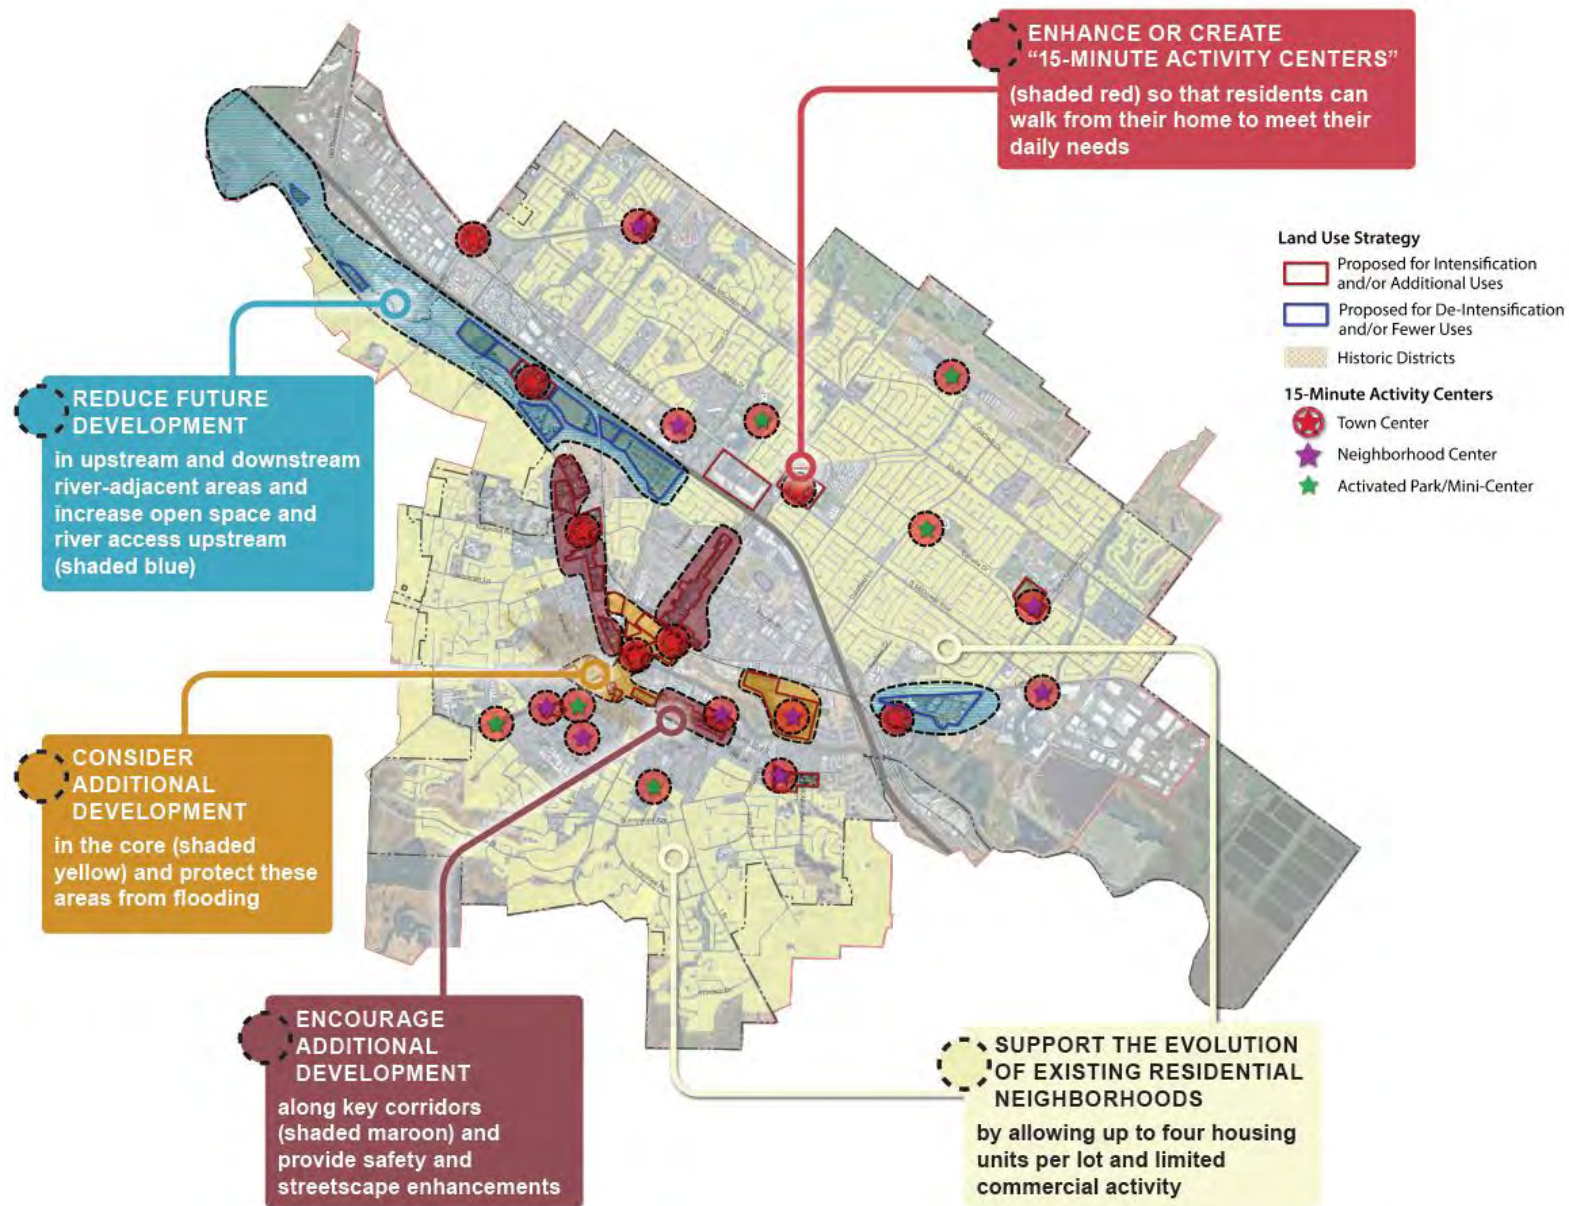 ENHANCE OR CREATE
“15-MINUTE ACTIVITY CENTERS”
(shaded red) so that residents can
walk from their home to meet their
daily needs
Land Use Strategy
Proposed for Intensification
and/or Additional Uses
Proposed for De-Intensification
and/or Fewer Uses
Historic Districts
15-Minute Activity Centers
Town Center
Neighborhood Center
Activated Park/Mini-Center
REDUCE FUTURE
DEVELOPMENT
in upstream and downstream
river-adjacent areas and
increase open space and
river access upstream
(shaded blue)
CONSIDER
ADDITIONAL
DEVELOPMENT
in the core (shaded
yellow) and protect these
areas from flooding
ENCOURAGE
ADDITIONAL
DEVELOPMENT
along key corridors
(shaded maroon) and
provide safety and
streetscape enhancements
SUPPORT THE EVOLUTION
OF EXISTING RESIDENTIAL
NEIGHBORHOODS
by allowing up to four housing
units per lot and limited
commercial activity